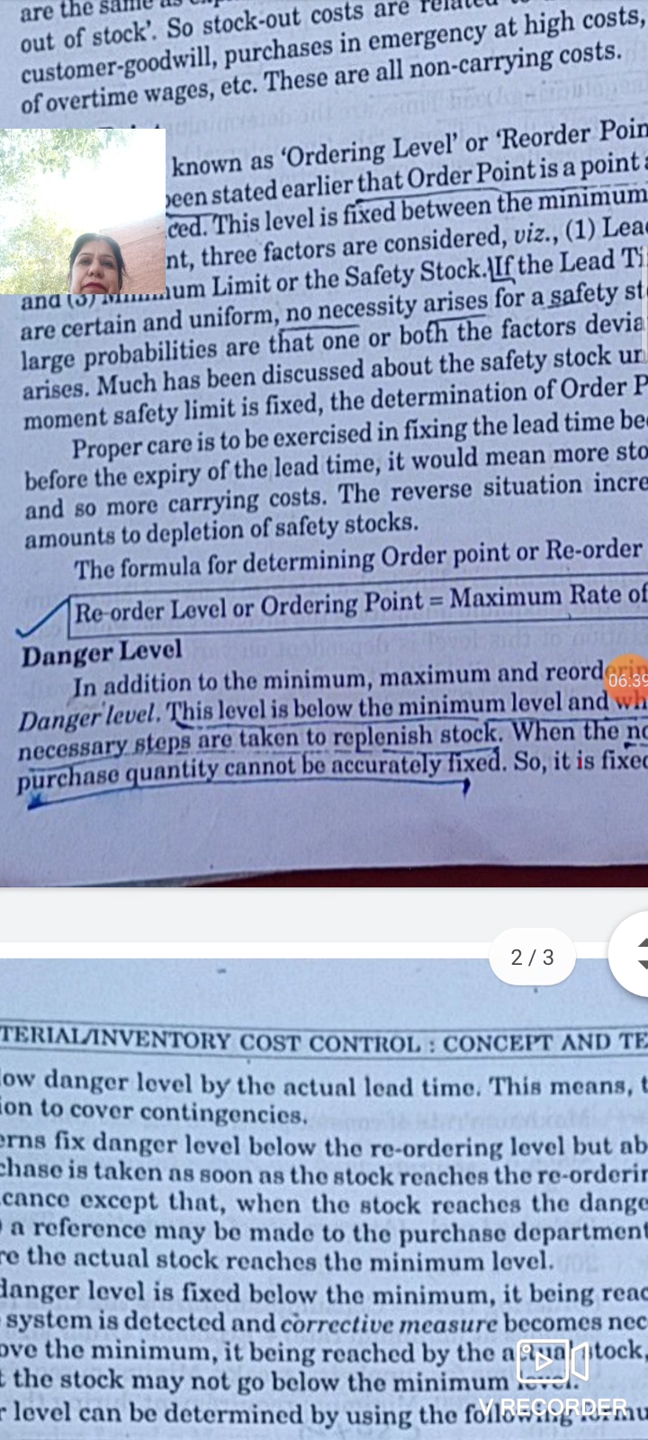 are the same as
out of stock’. So stock-out costs are related
customer-goodwill, purchases in emergency at high costs,
of overtime wages, etc. These are all non-carrying costs.
known as ‘Ordering Level’ or ‘Reorder Poin
been stated earlier that Order Point is a point a
ced. This level is fixed between the minimum
nt, three factors are considered, viz., (1) Lea
and (3) Minimum Limit or the Safety Stock. If the Lead Ti
are certain and uniform, no necessity arises for a safety st
large probabilities are that one or both the factors devia
arises. Much has been discussed about the safety stock un
moment safety limit is fixed, the determination of Order P
Proper care is to be exercised in fixing the lead time be
before the expiry of the lead time, it would mean more sto
and so more carrying costs. The reverse situation incre
amounts to depletion of safety stocks.
The formula for determining Order point or Re-order
Re-order Level or Ordering Point = Maximum Rate of
Danger Level
In addition to the minimum, maximum and reorderin
06:39
Danger level. This level is below the minimum level and wh
necessary steps are taken to replenish stock. When the no
purchase quantity cannot be accurately fixed. So, it is fixed
2 / 3
TERIAL/INVENTORY COST CONTROL : CONCEPT AND TE
low danger level by the actual lead time. This means, t
ion to cover contingencies.
erns fix danger level below the re-ordering level but ab
chase is taken as soon as the stock reaches the re-orderin
cance except that, when the stock reaches the dange
a reference may be made to the purchase department
re the actual stock reaches the minimum level.
danger level is fixed below the minimum, it being reac
system is detected and corrective measure becomes nec
ove the minimum, it being reached by the actual stock,
t the stock may not go below the minimum level.
V RECORDER
r level can be determined by using the following formu